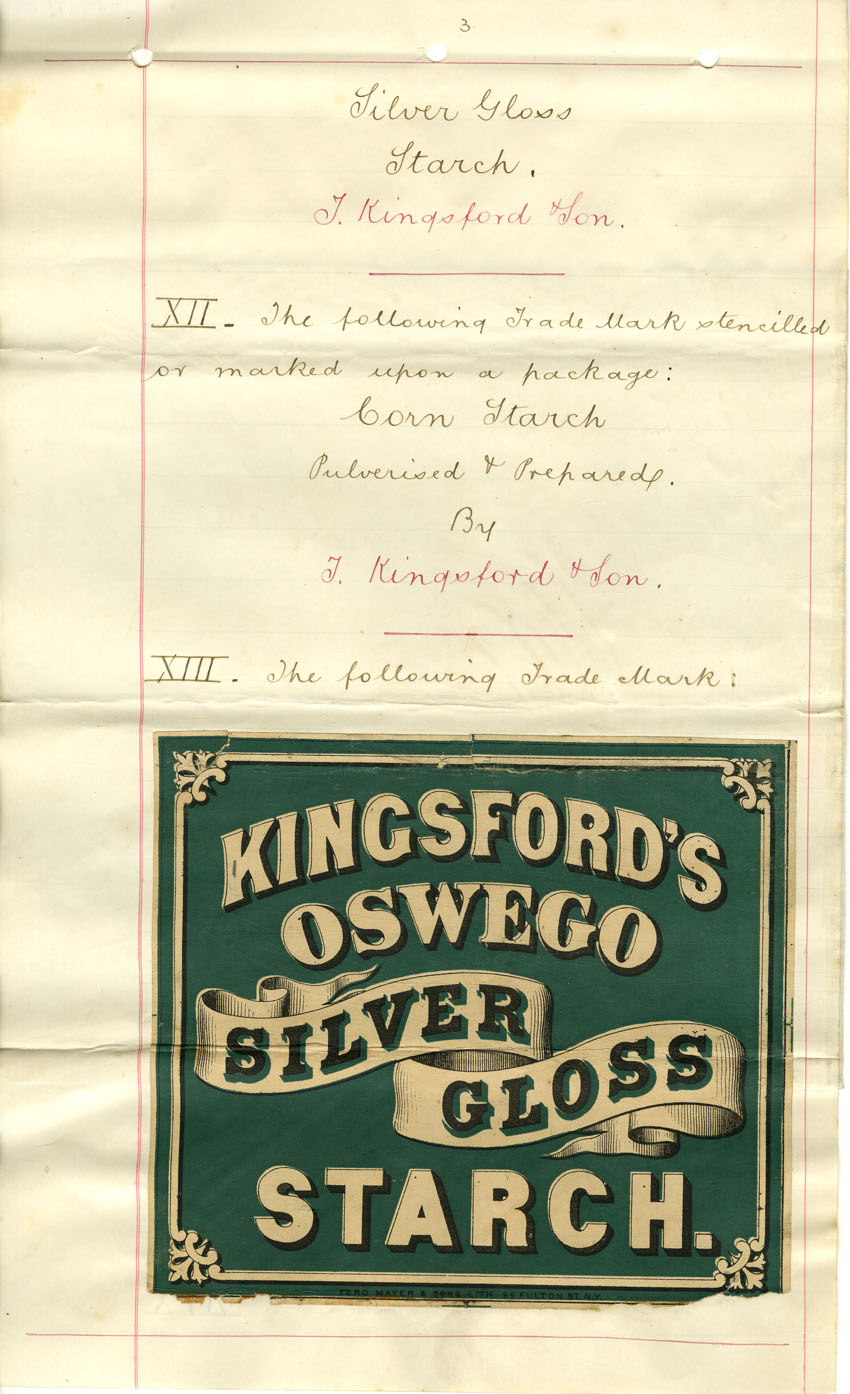 3
Silver Gloss
Starch.
T. Kingsford & Son.
XII. The following Trade Mark stencilled
or marked upon a package:
Corn Starch
Pulverised & Prepared.
By
T. Kingsford & Son.
XIII. The following Trade Mark:
KINGSFORD'S
OSWEGO
SILVER
GLOSS
STARCH.
FERD. MAYER & SONS, LITH. 96 FULTON ST. N.Y.